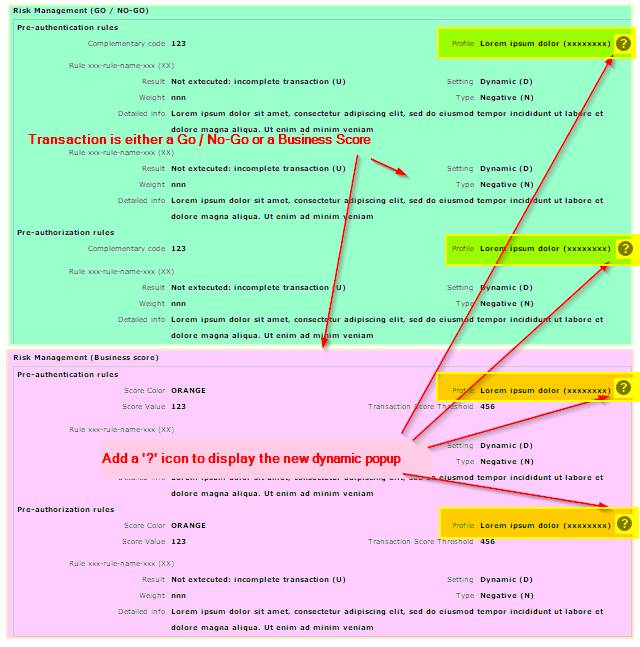 Risk Management (GO / NO-GO)
Pre-authentication rules
Complementary code 123 Profile Lorem ipsum dolor (xxxxxxxx) ?
Rule xxx-rule-name-xxx (XX)
Result Not extecuted: incomplete transaction (U) Setting Dynamic (D)
Weight nnn Type Negative (N)
Detailed info Lorem ipsum dolor sit amet, consectetur adipiscing elit, sed do eiusmod tempor incididunt ut labore et
dolore magna aliqua. Ut enim ad minim veniam
Transaction is either a Go / No-Go or a Business Score
Rule xxx-rule-name-xxx (XX)
Result Not extecuted: incomplete transaction (U) Setting Dynamic (D)
Weight nnn Type Negative (N)
Detailed info Lorem ipsum dolor sit amet, consectetur adipiscing elit, sed do eiusmod tempor incididunt ut labore et
dolore magna aliqua. Ut enim ad minim veniam
Pre-authorization rules
Complementary code 123 Profile Lorem ipsum dolor (xxxxxxxx) ?
Rule xxx-rule-name-xxx (XX)
Result Not extecuted: incomplete transaction (U) Setting Dynamic (D)
Weight nnn Type Negative (N)
Detailed info Lorem ipsum dolor sit amet, consectetur adipiscing elit, sed do eiusmod tempor incididunt ut labore et
dolore magna aliqua. Ut enim ad minim veniam
Risk Management (Business score)
Pre-authentication rules
Score Color ORANGE Profile Lorem ipsum dolor (xxxxxxxx) ?
Score Value 123 Transaction Score Threshold 456
Rule xxx-rule-name-xxx (XX)
Setting Dynamic (D)
Add a '?' icon to display the new dynamic popup
Type Negative (N)
sed do eiusmod tempor incididunt ut labore et
dolore magna aliqua. Ut enim ad minim veniam
Pre-authorization rules
Score Color ORANGE Profile Lorem ipsum dolor (xxxxxxxx) ?
Score Value 123 Transaction Score Threshold 456
Rule xxx-rule-name-xxx (XX)
Result Not extecuted: incomplete transaction (U) Setting Dynamic (D)
Weight nnn Type Negative (N)
Detailed info Lorem ipsum dolor sit amet, consectetur adipiscing elit, sed do eiusmod tempor incididunt ut labore et
dolore magna aliqua. Ut enim ad minim veniam